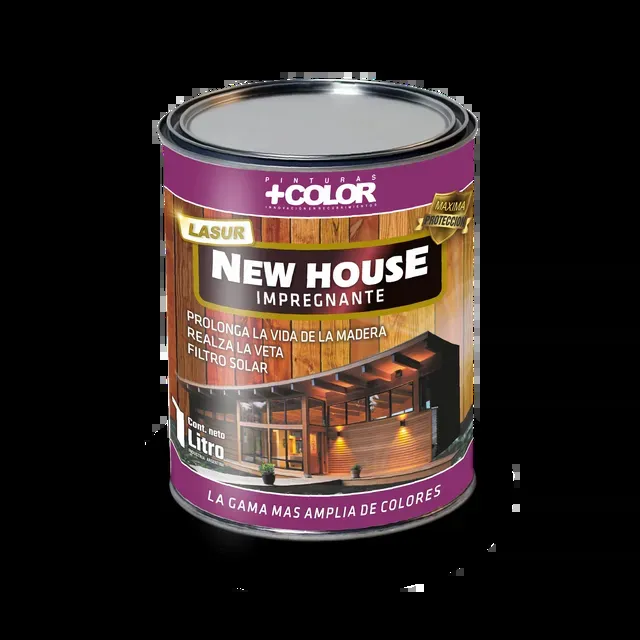 PINTURAS
+COLOR
LASUR
MAXIMA
PROTECCION
NEW HOUSE
IMPREGNANTE
PROLONGA LA VIDA DE LA MADERA
REALZA LA VETA
FILTRO SOLAR
1 Cont. neto
Litro
LA GAMA MAS AMPLIA DE COLORES